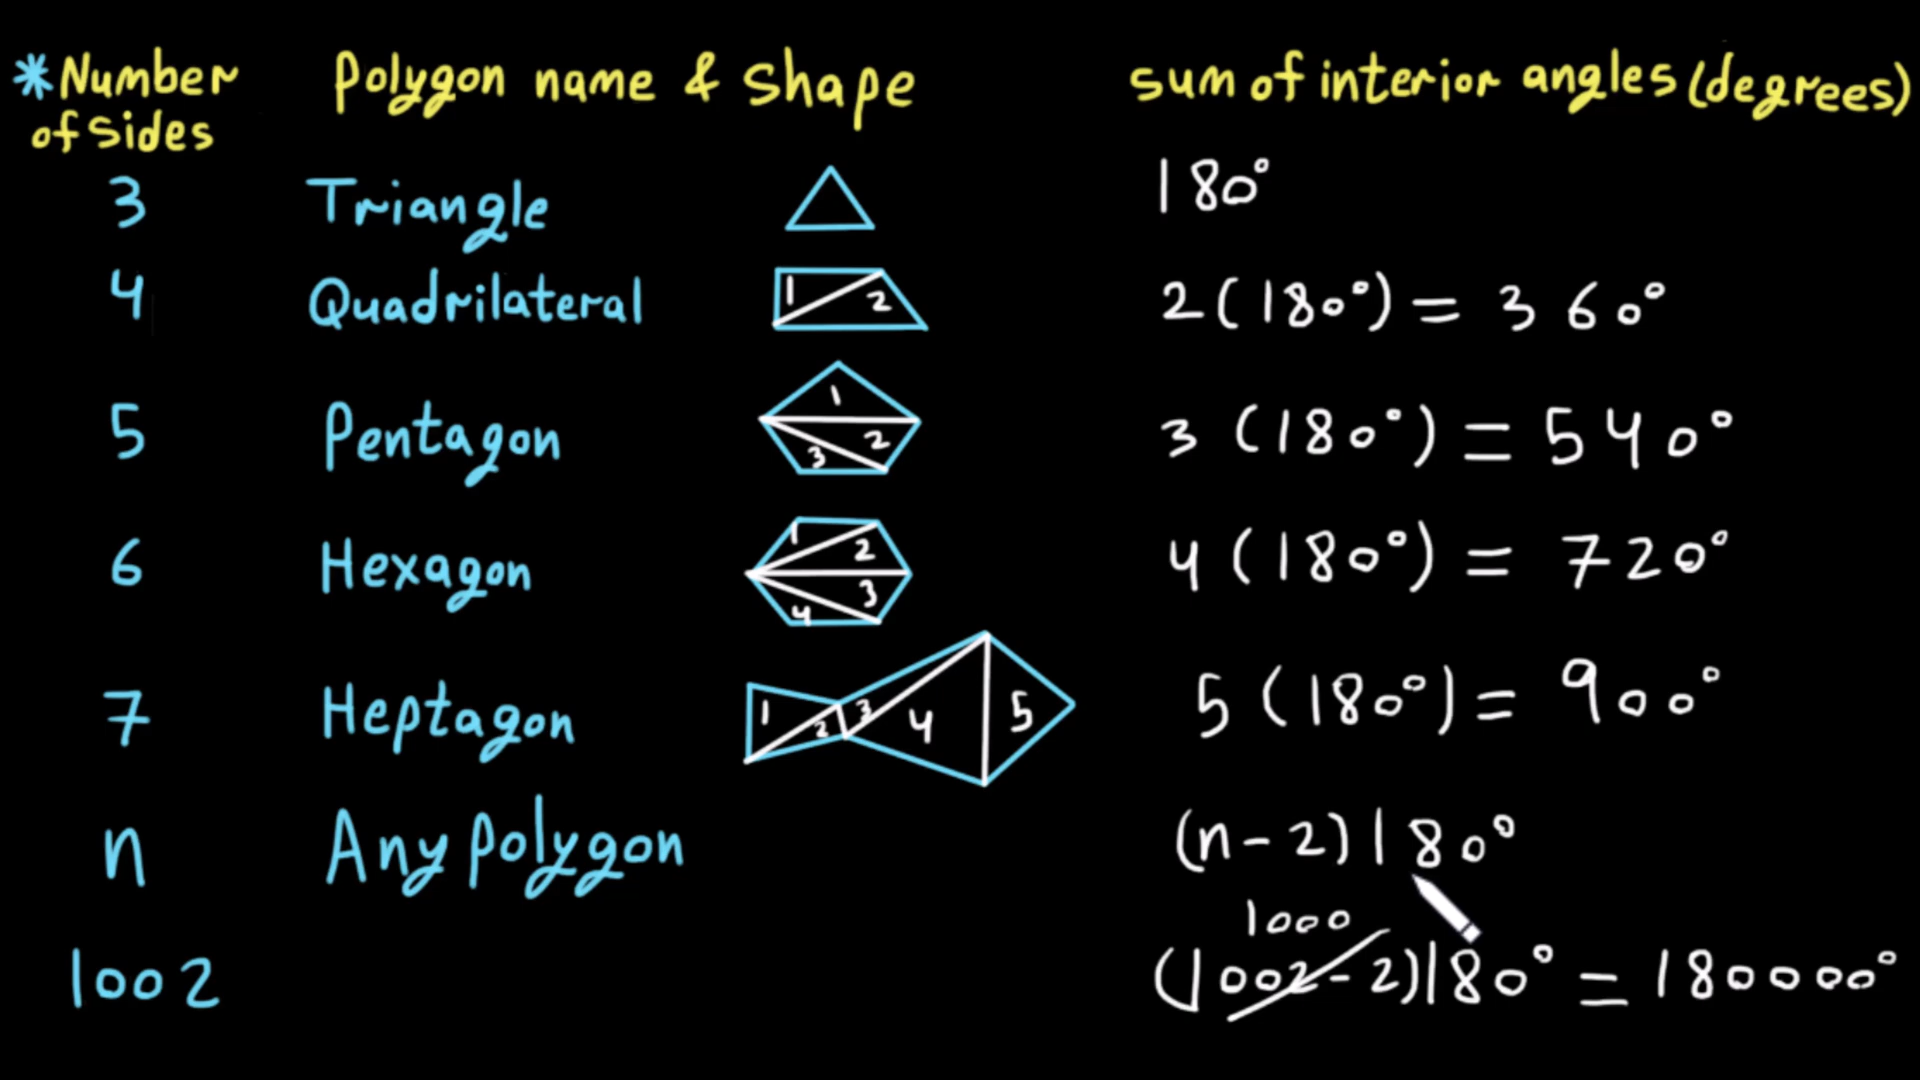 *Number of sides
Polygon name & shape
sum of interior angles (degrees)
3 Triangle 180°
4 Quadrilateral 1 2 2(180°) = 360°
5 Pentagon 1 2 3 3(180°) = 540°
6 Hexagon 1 2 3 4 4(180°) = 720°
7 Heptagon 1 2 3 4 5 5(180°) = 900°
n Any polygon (n-2)180°
1000
1002 (1002-2)180° = 180000°